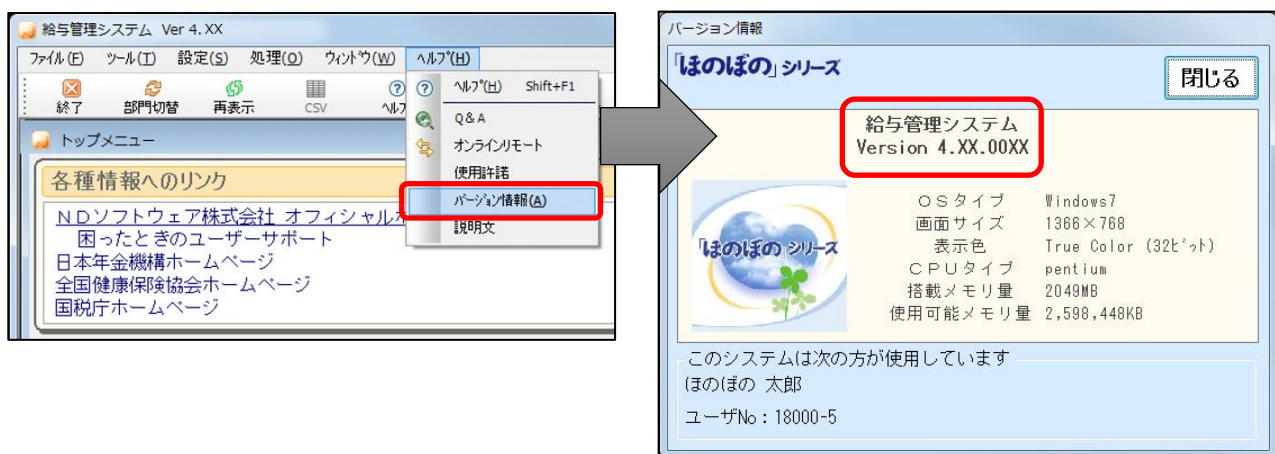 給与管理システム Ver 4.XX
ファイル(F) ツール(T) 設定(S) 処理(O) ウィンドウ(W) ヘルプ(H)
終了 部門切替 再表示 CSV ヘルプ
ヘルプ(H) Shift+F1
Q&A
オンラインリモート
使用許諾
バージョン情報(A)
説明文
トップメニュー
各種情報へのリンク
NDソフトウェア株式会社 オフィシャルホ
困ったときのユーザーサポート
日本年金機構ホームページ
全国健康保険協会ホームページ
国税庁ホームページ
バージョン情報
「ほのぼの」シリーズ
閉じる
給与管理システム
Version 4.XX.00XX
「ほのぼの」シリーズ
OSタイプ Windows7
画面サイズ 1366×768
表示色 True Color (32ビット)
CPUタイプ pentium
搭載メモリ量 2049MB
使用可能メモリ量 2,598,448KB
このシステムは次の方が使用しています
ほのぼの 太郎
ユーザNo:18000-5